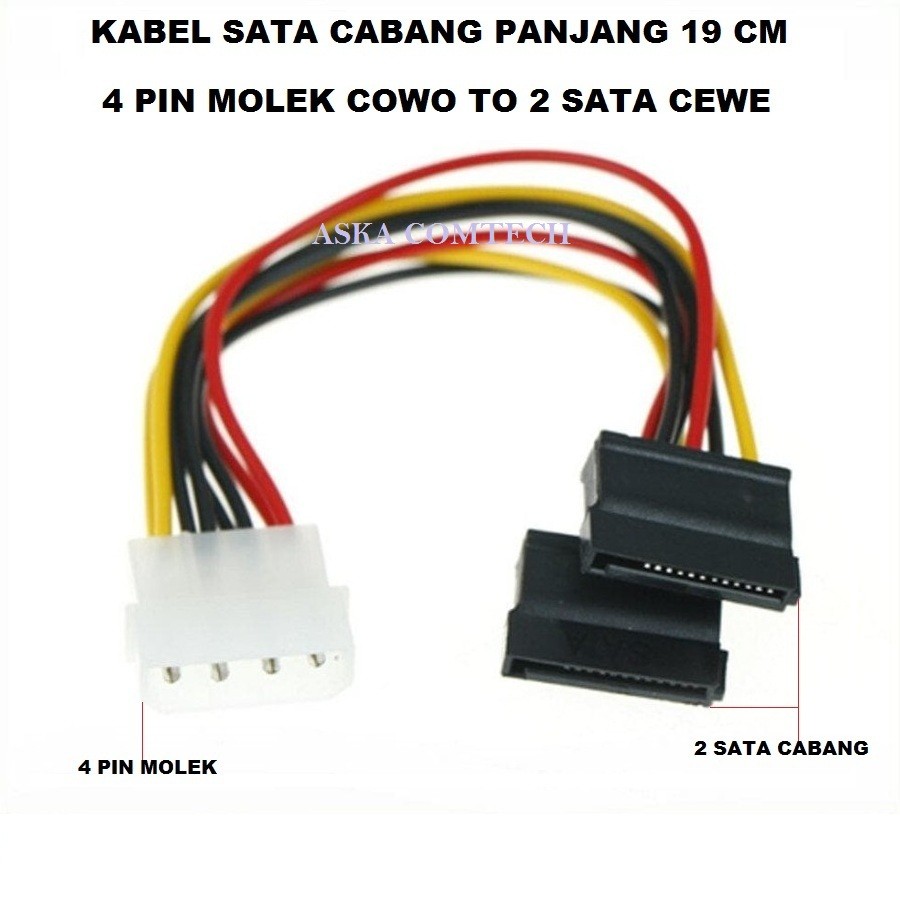 KABEL SATA CABANG PANJANG 19 CM
4 PIN MOLEK COWO TO 2 SATA CEWE
ASKA COMTECH
SATA
2 SATA CABANG
4 PIN MOLEK